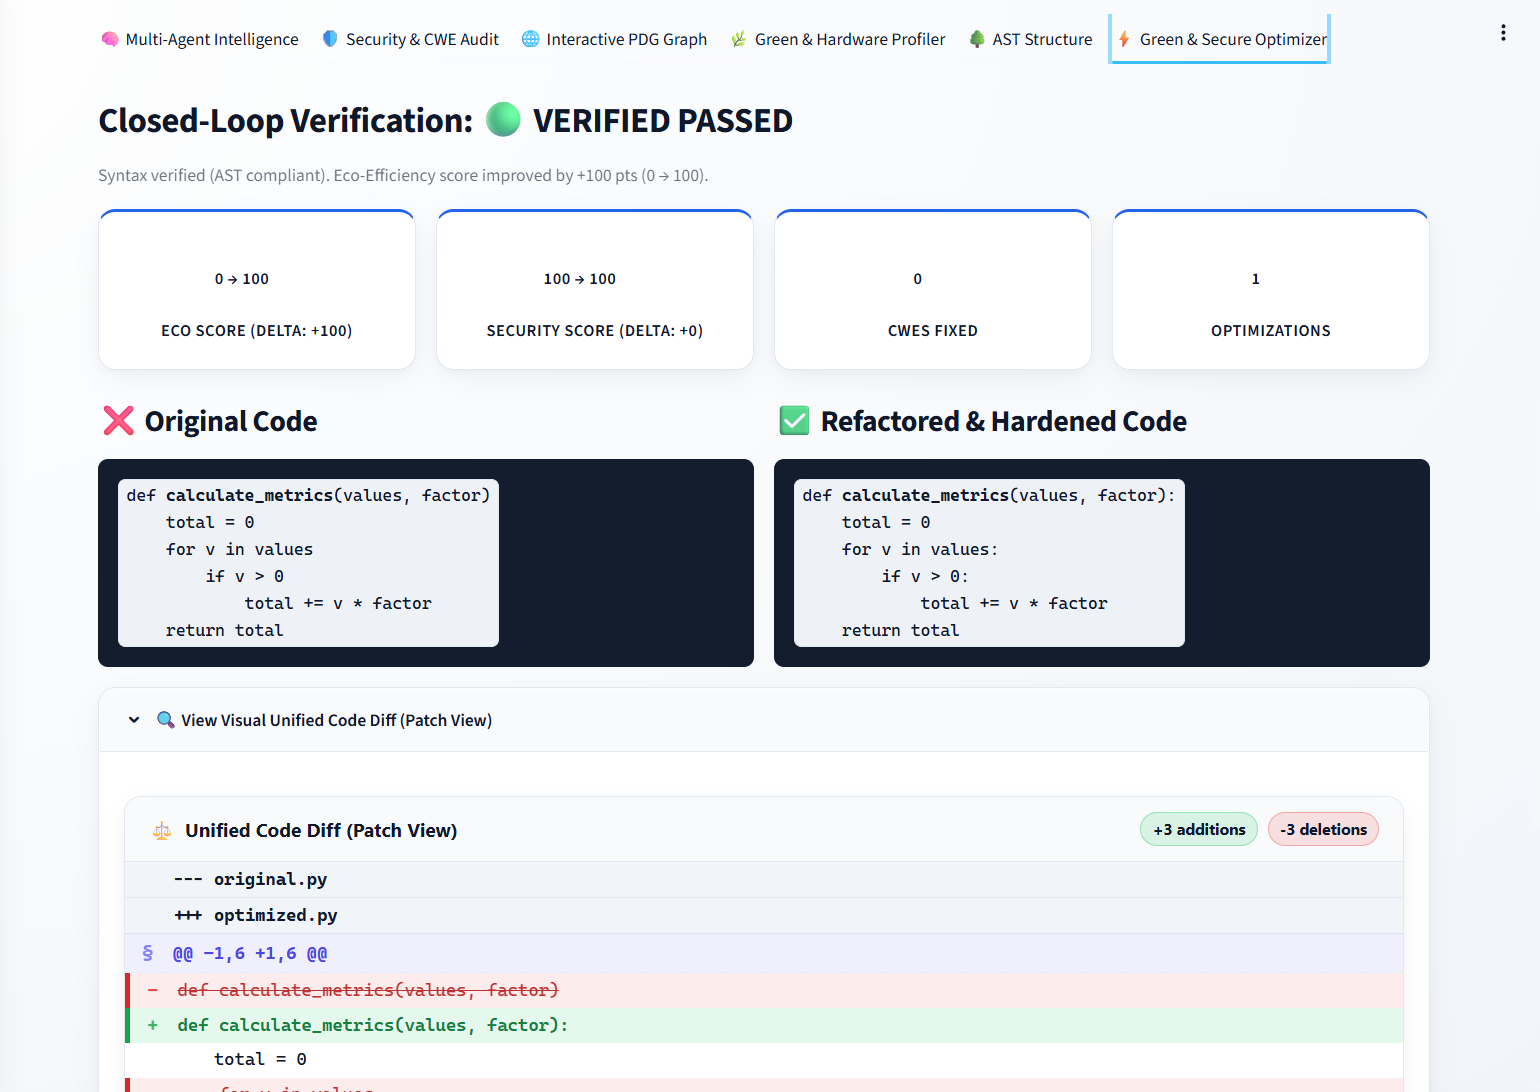 Multi-Agent Intelligence
Security & CWE Audit
Interactive PDG Graph
Green & Hardware Profiler
AST Structure
Green & Secure Optimizer
Closed-Loop Verification: VERIFIED PASSED
Syntax verified (AST compliant). Eco-Efficiency score improved by +100 pts (0 → 100).
0 → 100
ECO SCORE (DELTA: +100)
100 → 100
SECURITY SCORE (DELTA: +0)
0
CWES FIXED
1
OPTIMIZATIONS
Original Code
def calculate_metrics(values, factor)
    total = 0
    for v in values
        if v > 0
            total += v * factor
    return total
Refactored & Hardened Code
def calculate_metrics(values, factor):
    total = 0
    for v in values:
        if v > 0:
            total += v * factor
    return total
View Visual Unified Code Diff (Patch View)
Unified Code Diff (Patch View)
+3 additions
-3 deletions
--- original.py
+++ optimized.py
§ @@ -1,6 +1,6 @@
- def calculate_metrics(values, factor)
+ def calculate_metrics(values, factor):
    total = 0
    for v in values